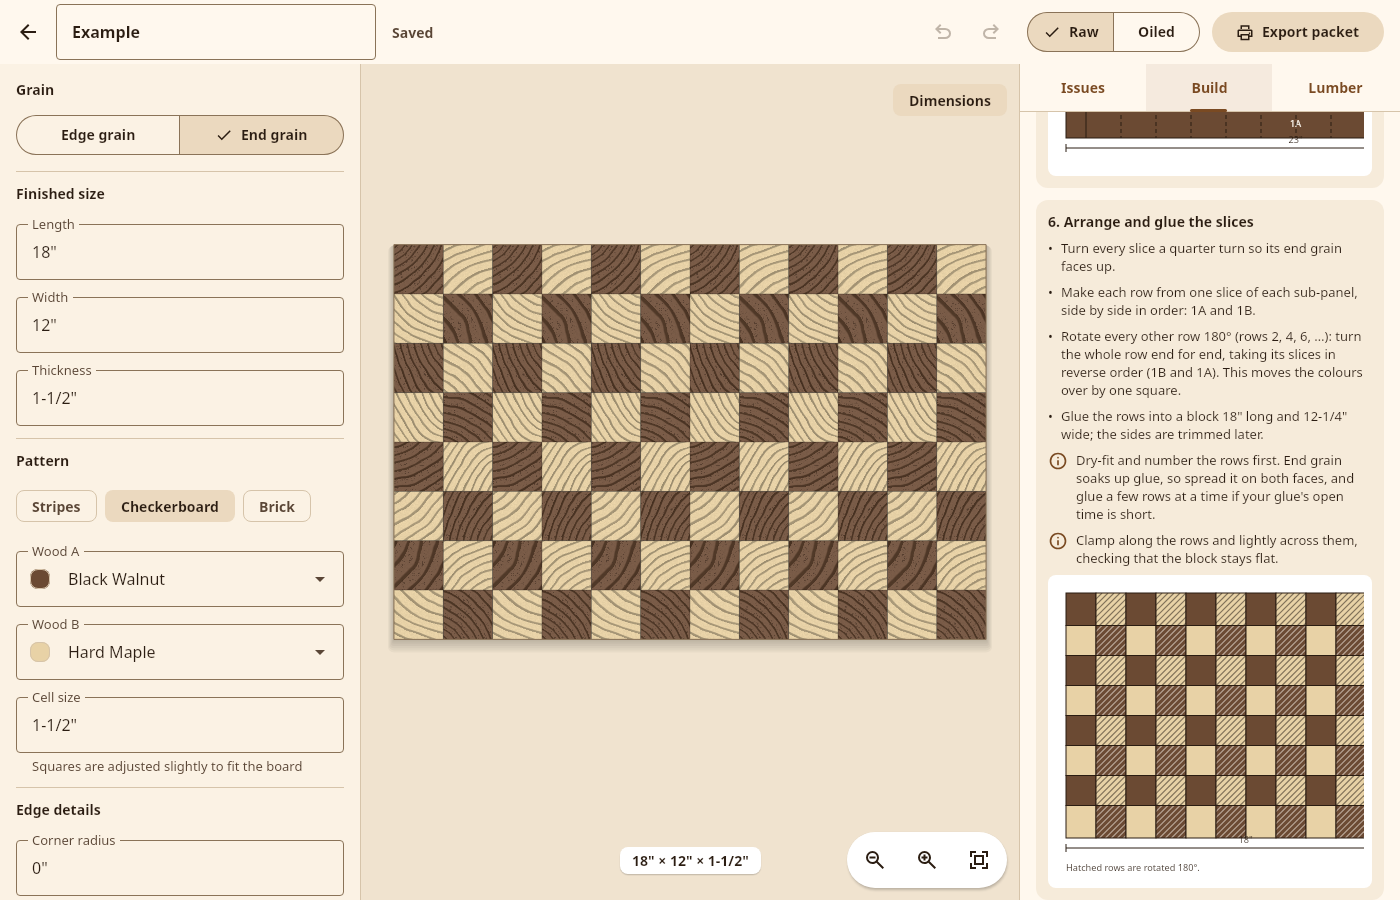 Example
Saved
Raw
Oiled
Export packet
Grain
Edge grain
End grain
Finished size
Length
18"
Width
12"
Thickness
1-1/2"
Pattern
Stripes
Checkerboard
Brick
Wood A
Black Walnut
Wood B
Hard Maple
Cell size
1-1/2"
Squares are adjusted slightly to fit the board
Edge details
Corner radius
0"
Dimensions
18" × 12" × 1-1/2"
Issues
Build
Lumber
1A
23
6. Arrange and glue the slices
• Turn every slice a quarter turn so its end grain
faces up.
• Make each row from one slice of each sub-panel,
side by side in order: 1A and 1B.
• Rotate every other row 180° (rows 2, 4, 6, …): turn
the whole row end for end, taking its slices in
reverse order (1B and 1A). This moves the colours
over by one square.
• Glue the rows into a block 18" long and 12-1/4"
wide; the sides are trimmed later.
Dry-fit and number the rows first. End grain
soaks up glue, so spread it on both faces, and
glue a few rows at a time if your glue's open
time is short.
Clamp along the rows and lightly across them,
checking that the block stays flat.
18"
Hatched rows are rotated 180°.